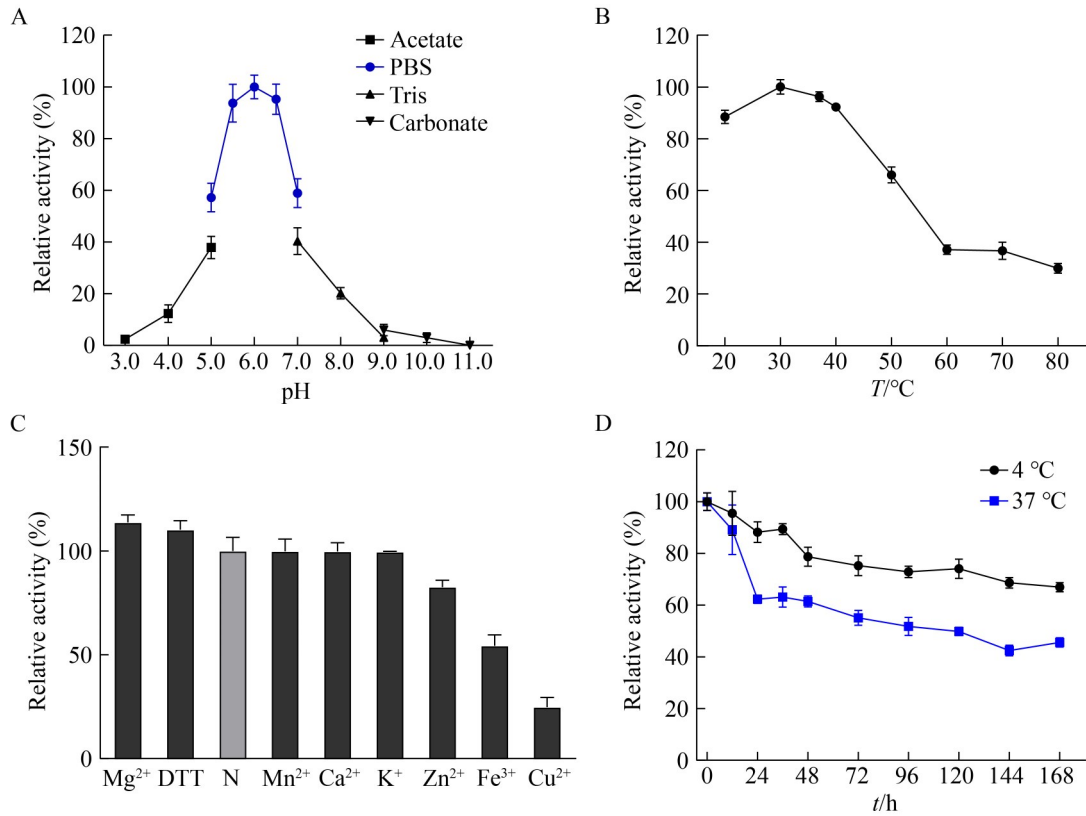 A
120
100
80
60
40
20
0
Relative activity (%)
Acetate
PBS
Tris
Carbonate
3.0 4.0 5.0 6.0 7.0 8.0 9.0 10.0 11.0
pH
B
120
100
80
60
40
20
0
Relative activity (%)
20 30 40 50 60 70 80
T/°C
C
150
100
50
0
Relative activity (%)
Mg²⁺ DTT N Mn²⁺ Ca²⁺ K⁺ Zn²⁺ Fe³⁺ Cu²⁺
D
120
100
80
60
40
20
0
Relative activity (%)
4 °C
37 °C
0 24 48 72 96 120 144 168
t/h